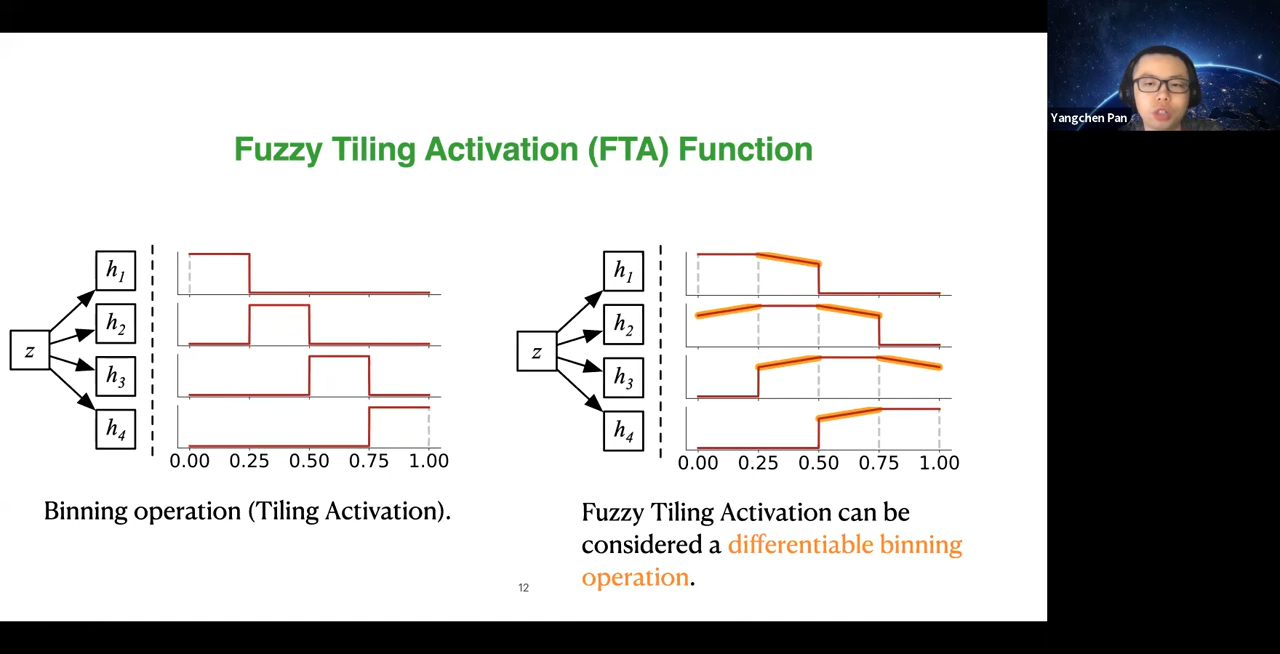 Fuzzy Tiling Activation (FTA) Function
z
h1
h2
h3
h4
0.00 0.25 0.50 0.75 1.00
Binning operation (Tiling Activation).
z
h1
h2
h3
h4
0.00 0.25 0.50 0.75 1.00
Fuzzy Tiling Activation can be
considered a differentiable binning
operation.
12
Yangchen Pan